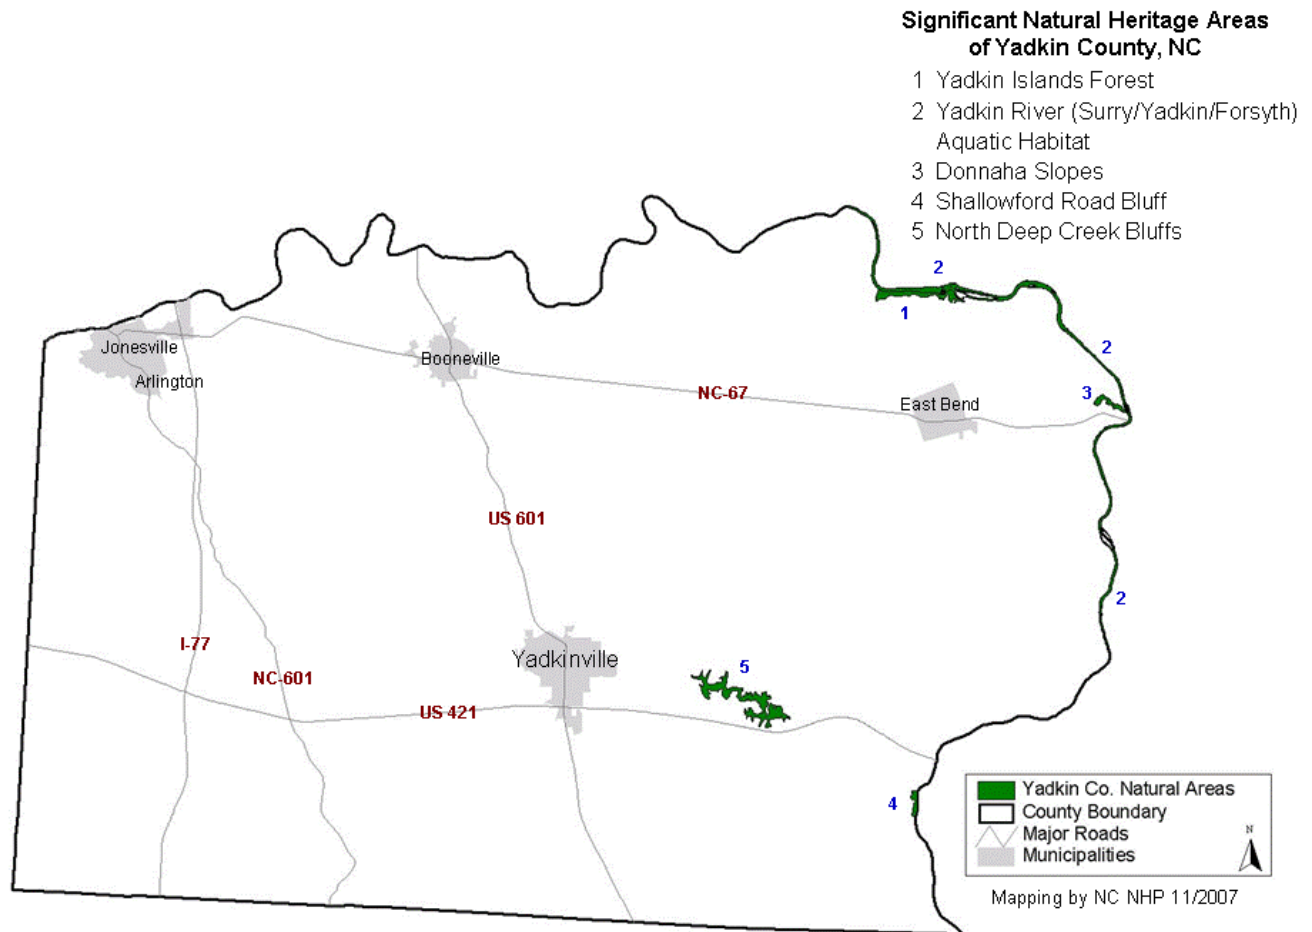 Significant Natural Heritage Areas
of Yadkin County, NC
1 Yadkin Islands Forest
2 Yadkin River (Surry/Yadkin/Forsyth)
Aquatic Habitat
3 Donnaha Slopes
4 Shallowford Road Bluff
5 North Deep Creek Bluffs
2
1
Jonesville
Booneville
2
Arlington
NC-67
3
East Bend
US 601
2
I-77
Yadkinville
5
NC-601
US 421
4
Yadkin Co. Natural Areas
County Boundary
Major Roads
Municipalities
N
Mapping by NC NHP 11/2007